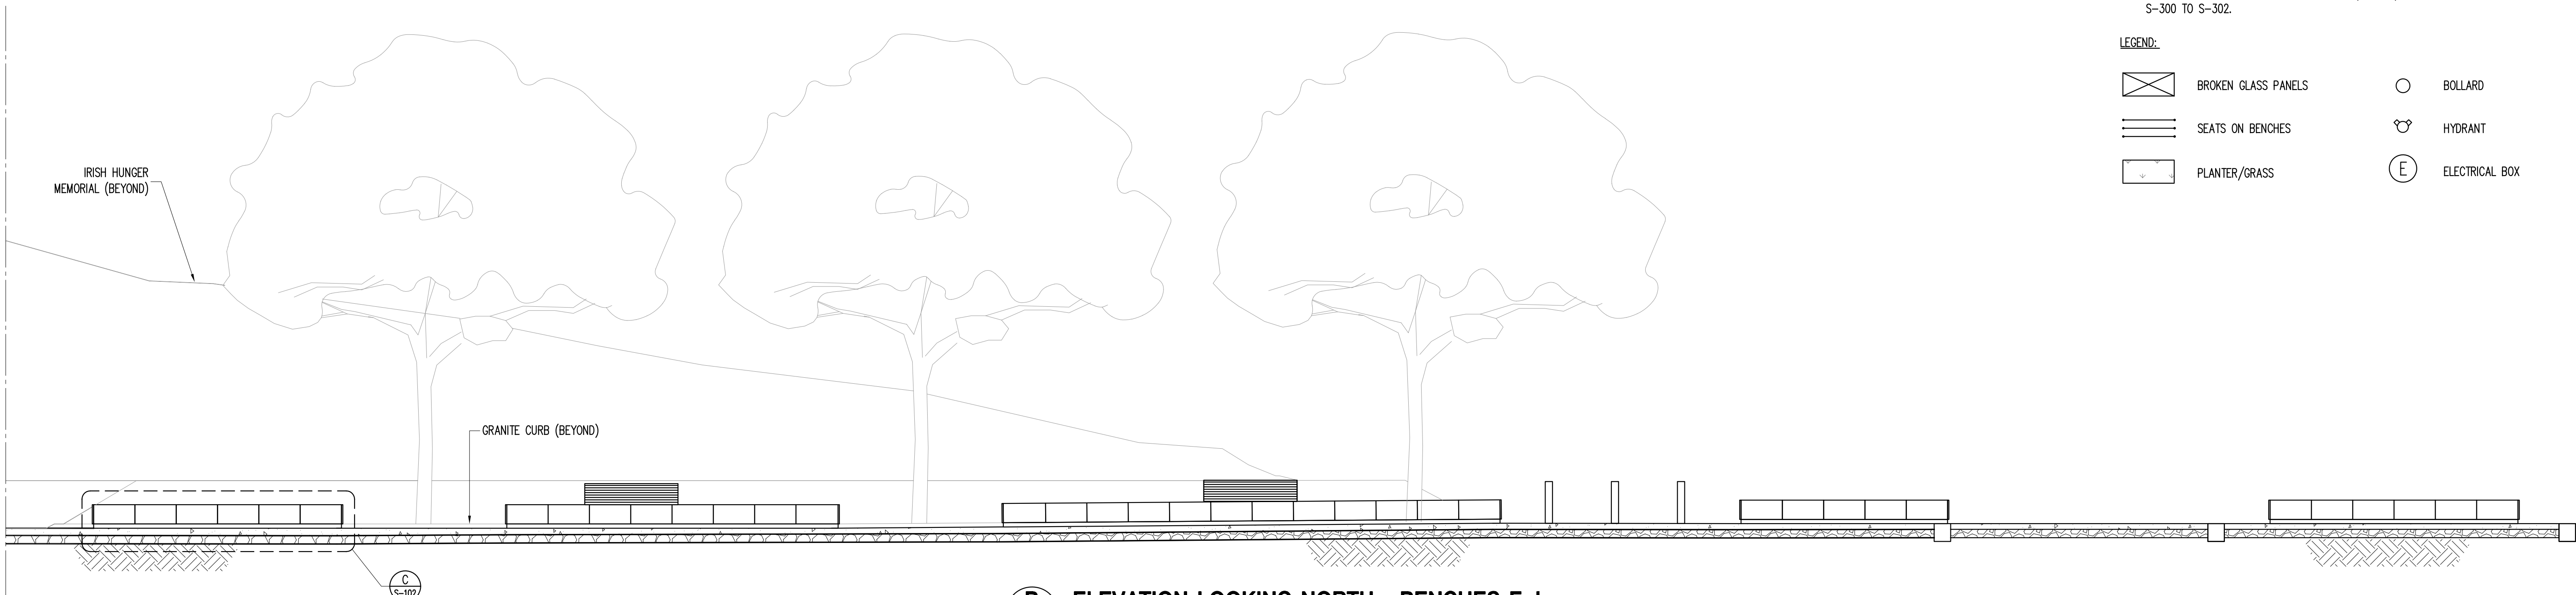 S-300 TO S-302.
LEGEND:
BROKEN GLASS PANELS
BOLLARD
SEATS ON BENCHES
HYDRANT
PLANTER/GRASS
E
ELECTRICAL BOX
IRISH HUNGER
MEMORIAL (BEYOND)
GRANITE CURB (BEYOND)
C
S-102